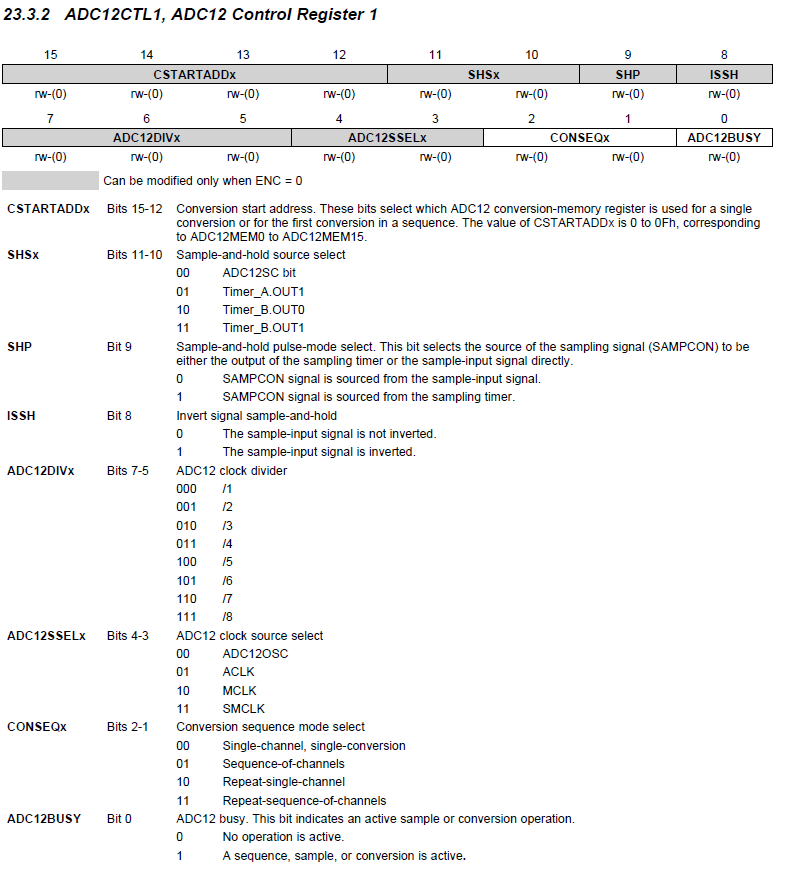 23.3.2 ADC12CTL1, ADC12 Control Register 1
15 14 13 12 11 10 9 8
CSTARTADDx SHSx SHP ISSH
rw-(0) rw-(0) rw-(0) rw-(0) rw-(0) rw-(0) rw-(0) rw-(0)
7 6 5 4 3 2 1 0
ADC12DIVx ADC12SSELx CONSEQx ADC12BUSY
rw-(0) rw-(0) rw-(0) rw-(0) rw-(0) rw-(0) rw-(0) rw-(0)
Can be modified only when ENC = 0
CSTARTADDx Bits 15-12 Conversion start address. These bits select which ADC12 conversion-memory register is used for a single
conversion or for the first conversion in a sequence. The value of CSTARTADDx is 0 to 0Fh, corresponding
to ADC12MEM0 to ADC12MEM15.
SHSx Bits 11-10 Sample-and-hold source select
00 ADC12SC bit
01 Timer_A.OUT1
10 Timer_B.OUT0
11 Timer_B.OUT1
SHP Bit 9 Sample-and-hold pulse-mode select. This bit selects the source of the sampling signal (SAMPCON) to be
either the output of the sampling timer or the sample-input signal directly.
0 SAMPCON signal is sourced from the sample-input signal.
1 SAMPCON signal is sourced from the sampling timer.
ISSH Bit 8 Invert signal sample-and-hold
0 The sample-input signal is not inverted.
1 The sample-input signal is inverted.
ADC12DIVx Bits 7-5 ADC12 clock divider
000 /1
001 /2
010 /3
011 /4
100 /5
101 /6
110 /7
111 /8
ADC12SSELx Bits 4-3 ADC12 clock source select
00 ADC12OSC
01 ACLK
10 MCLK
11 SMCLK
CONSEQx Bits 2-1 Conversion sequence mode select
00 Single-channel, single-conversion
01 Sequence-of-channels
10 Repeat-single-channel
11 Repeat-sequence-of-channels
ADC12BUSY Bit 0 ADC12 busy. This bit indicates an active sample or conversion operation.
0 No operation is active.
1 A sequence, sample, or conversion is active.